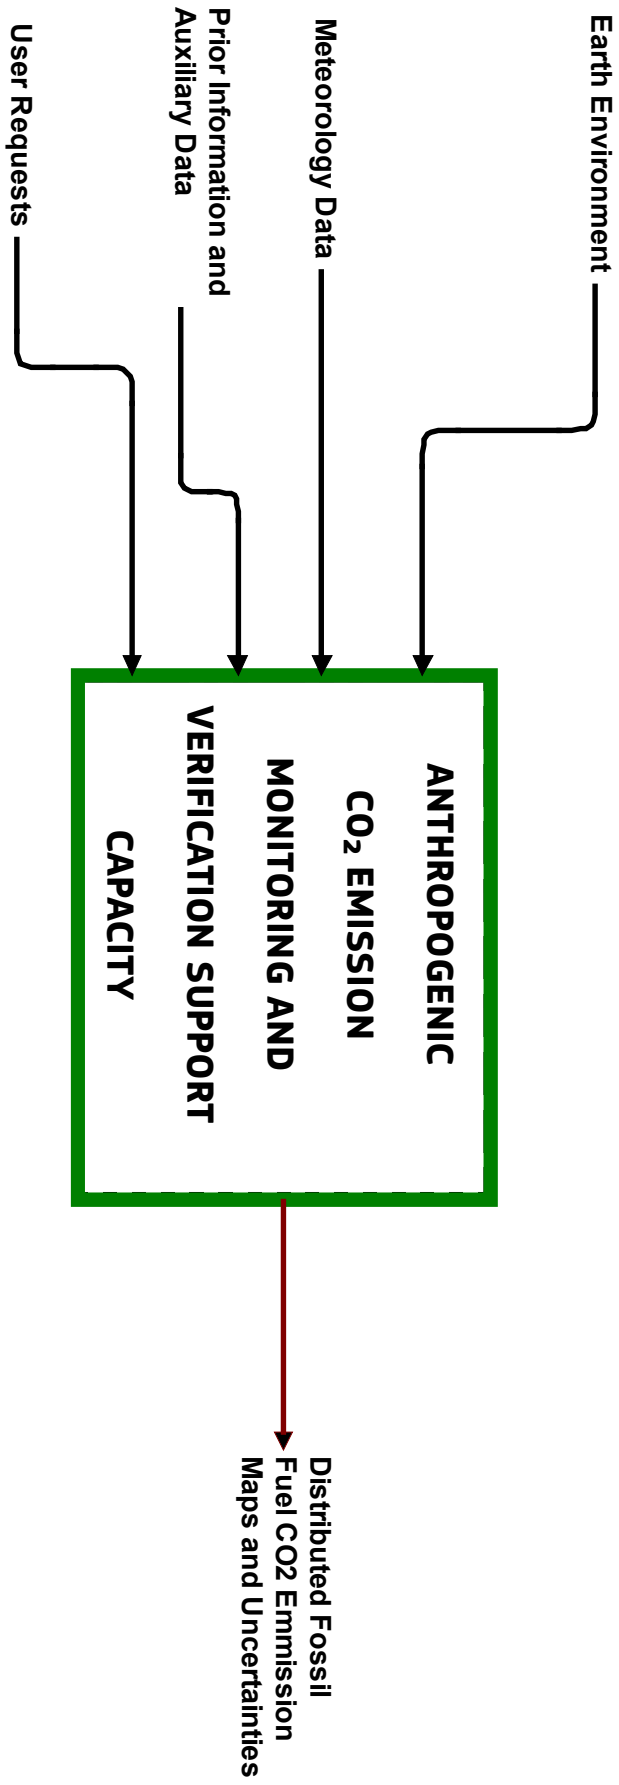 Earth Environment
Meteorology Data
Prior Information and
Auxiliary Data
User Requests
ANTHROPOGENIC
CO₂ EMISSION
MONITORING AND
VERIFICATION SUPPORT
CAPACITY
Distributed Fossil
Fuel CO2 Emmission
Maps and Uncertainties